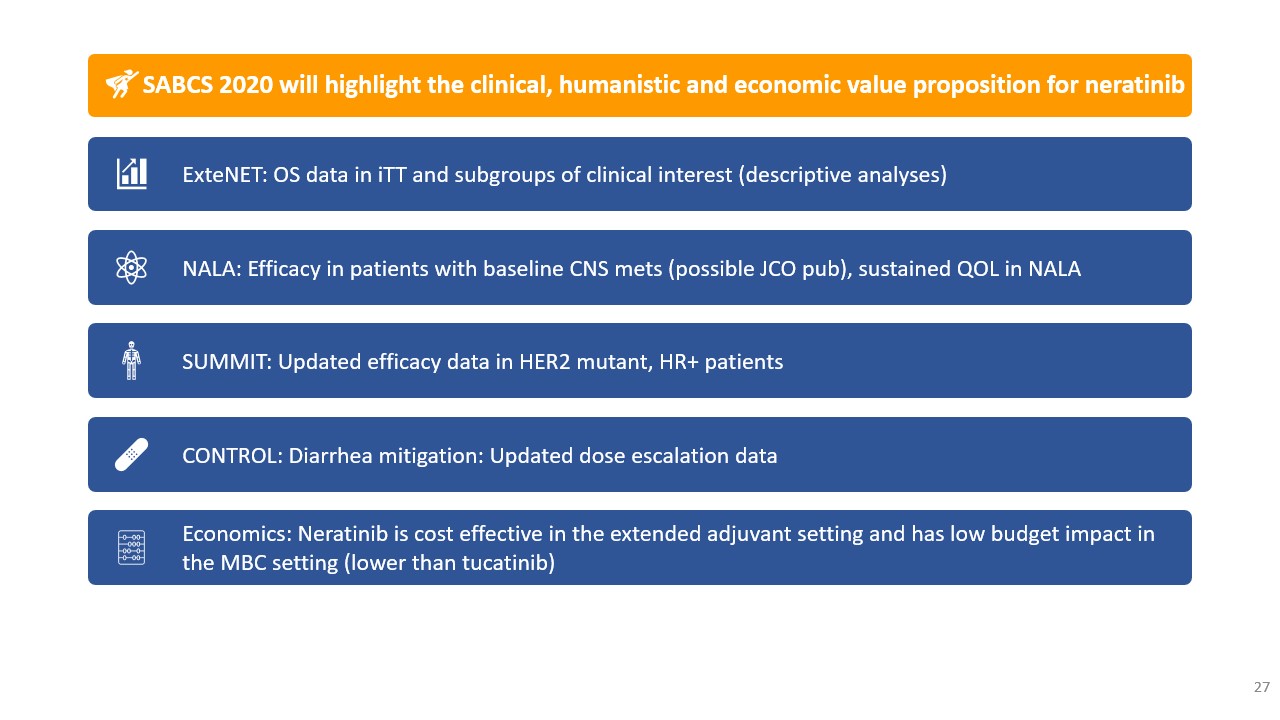 SABCS 2020 will highlight the clinical, humanistic and economic value proposition for neratinib
ExteNET: OS data in iTT and subgroups of clinical interest (descriptive analyses)
NALA: Efficacy in patients with baseline CNS mets (possible JCO pub), sustained QOL in NALA
SUMMIT: Updated efficacy data in HER2 mutant, HR+ patients
CONTROL: Diarrhea mitigation: Updated dose escalation data
Economics: Neratinib is cost effective in the extended adjuvant setting and has low budget impact in
the MBC setting (lower than tucatinib)
27